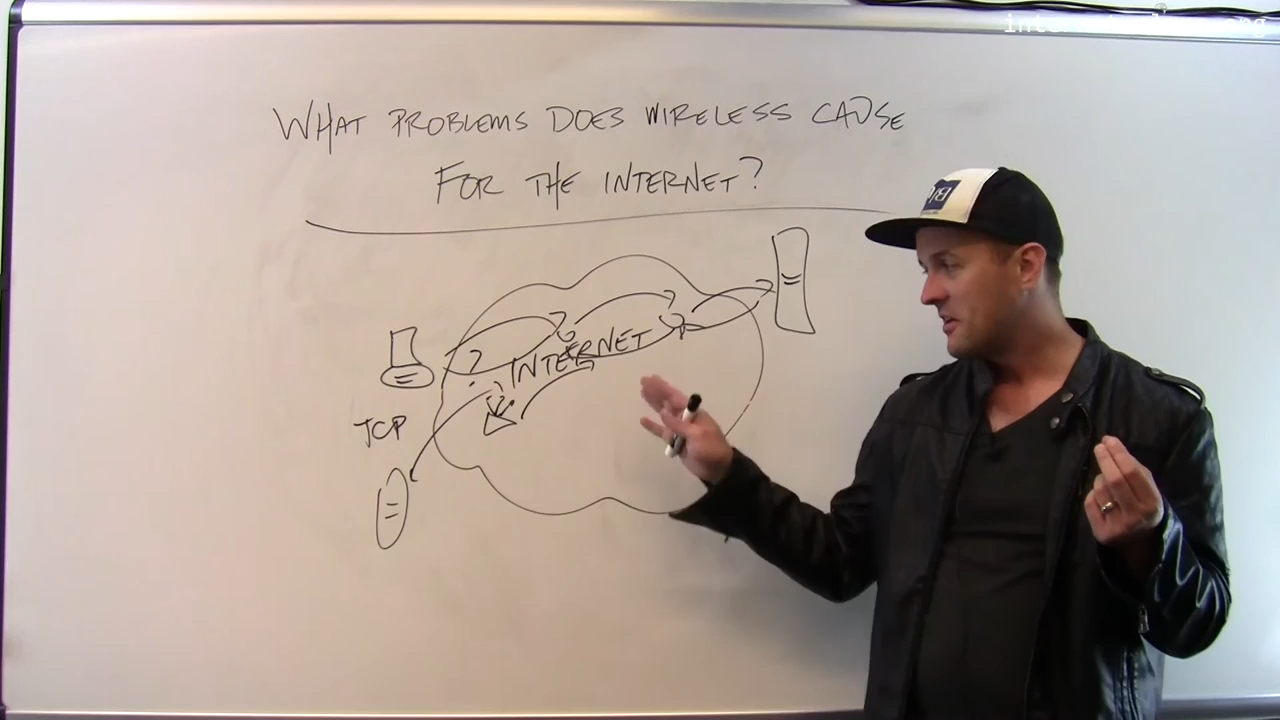 WHAT PROBLEMS DOES WIRELESS CAUSE
FOR THE INTERNET?
?
INTERNET
TCP